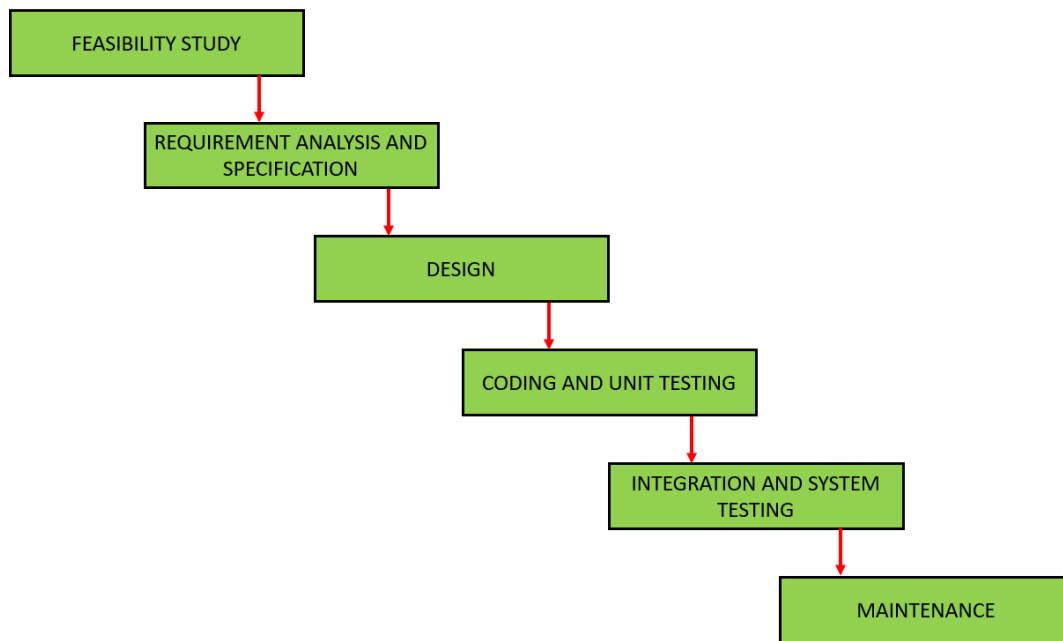 FEASIBILITY STUDY
REQUIREMENT ANALYSIS AND
SPECIFICATION
DESIGN
CODING AND UNIT TESTING
INTEGRATION AND SYSTEM
TESTING
MAINTENANCE